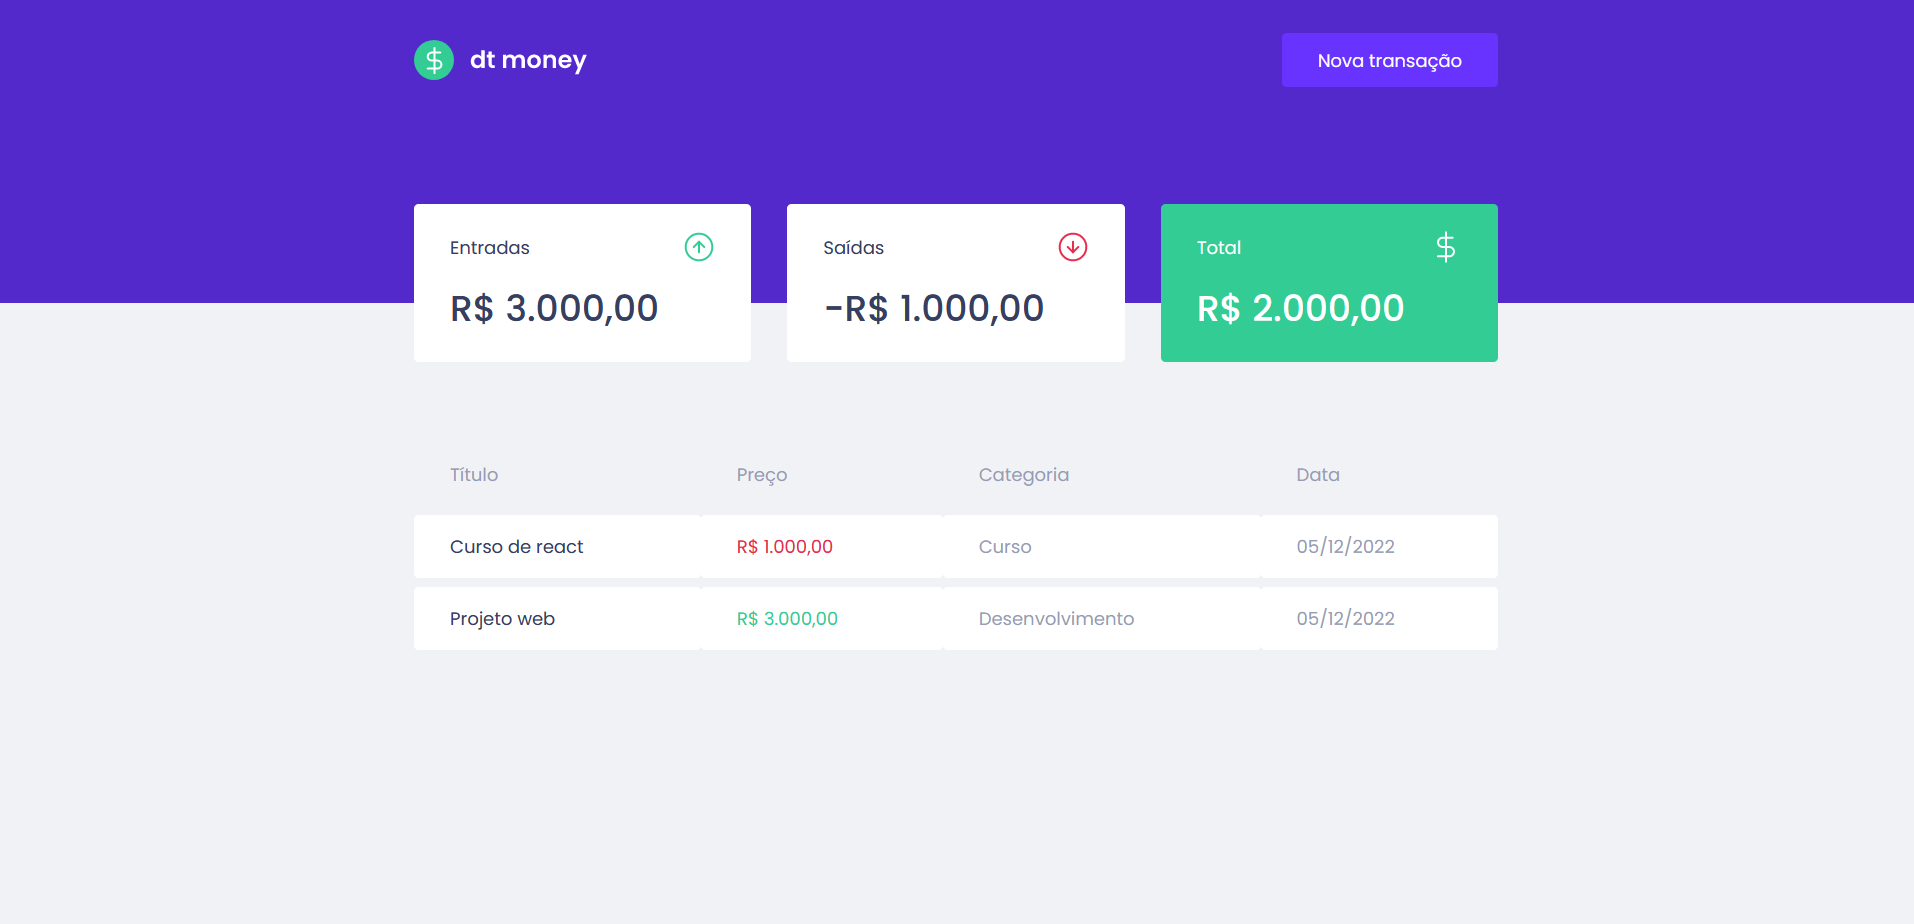 dt money
Nova transação
Entradas
R$ 3.000,00
Saídas
-R$ 1.000,00
Total
R$ 2.000,00
Título Preço Categoria Data
Curso de react R$ 1.000,00 Curso 05/12/2022
Projeto web R$ 3.000,00 Desenvolvimento 05/12/2022